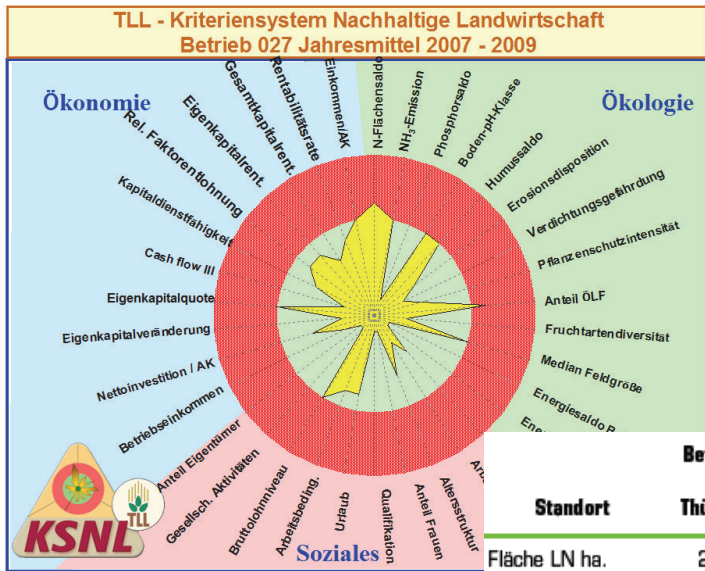 TLL - Kriteriensystem Nachhaltige Landwirtschaft
Betrieb 027 Jahresmittel 2007 - 2009
Ökonomie
Ökologie
Einkommen/AK
Rentabilitätsrate
Gesamtkapitalrent.
Eigenkapitalrent.
Rel. Faktorentlohnung
Kapitaldienstfähigkeit
Cash flow III
Eigenkapitalquote
Eigenkapitalveränderung
Nettoinvestition / AK
Betriebseinkommen
N-Flächensaldo
NH₃-Emission
Phosphorsaldo
Boden-pH-Klasse
Humussaldo
Erosionsdisposition
Verdichtungsgefährdung
Pflanzenschutzintensität
Anteil ÖLF
Fruchtartendiversität
Median Feldgröße
Energiesaldo
Anteil Eigentümer
Gesellsch. Aktivitäten
Bruttolohnniveau
Arbeitsbeding.
Urlaub
Qualifikation
Anteil Frauen
Altersstruktur
Soziales
KSNL
TLL
Standort
Fläche LN ha.